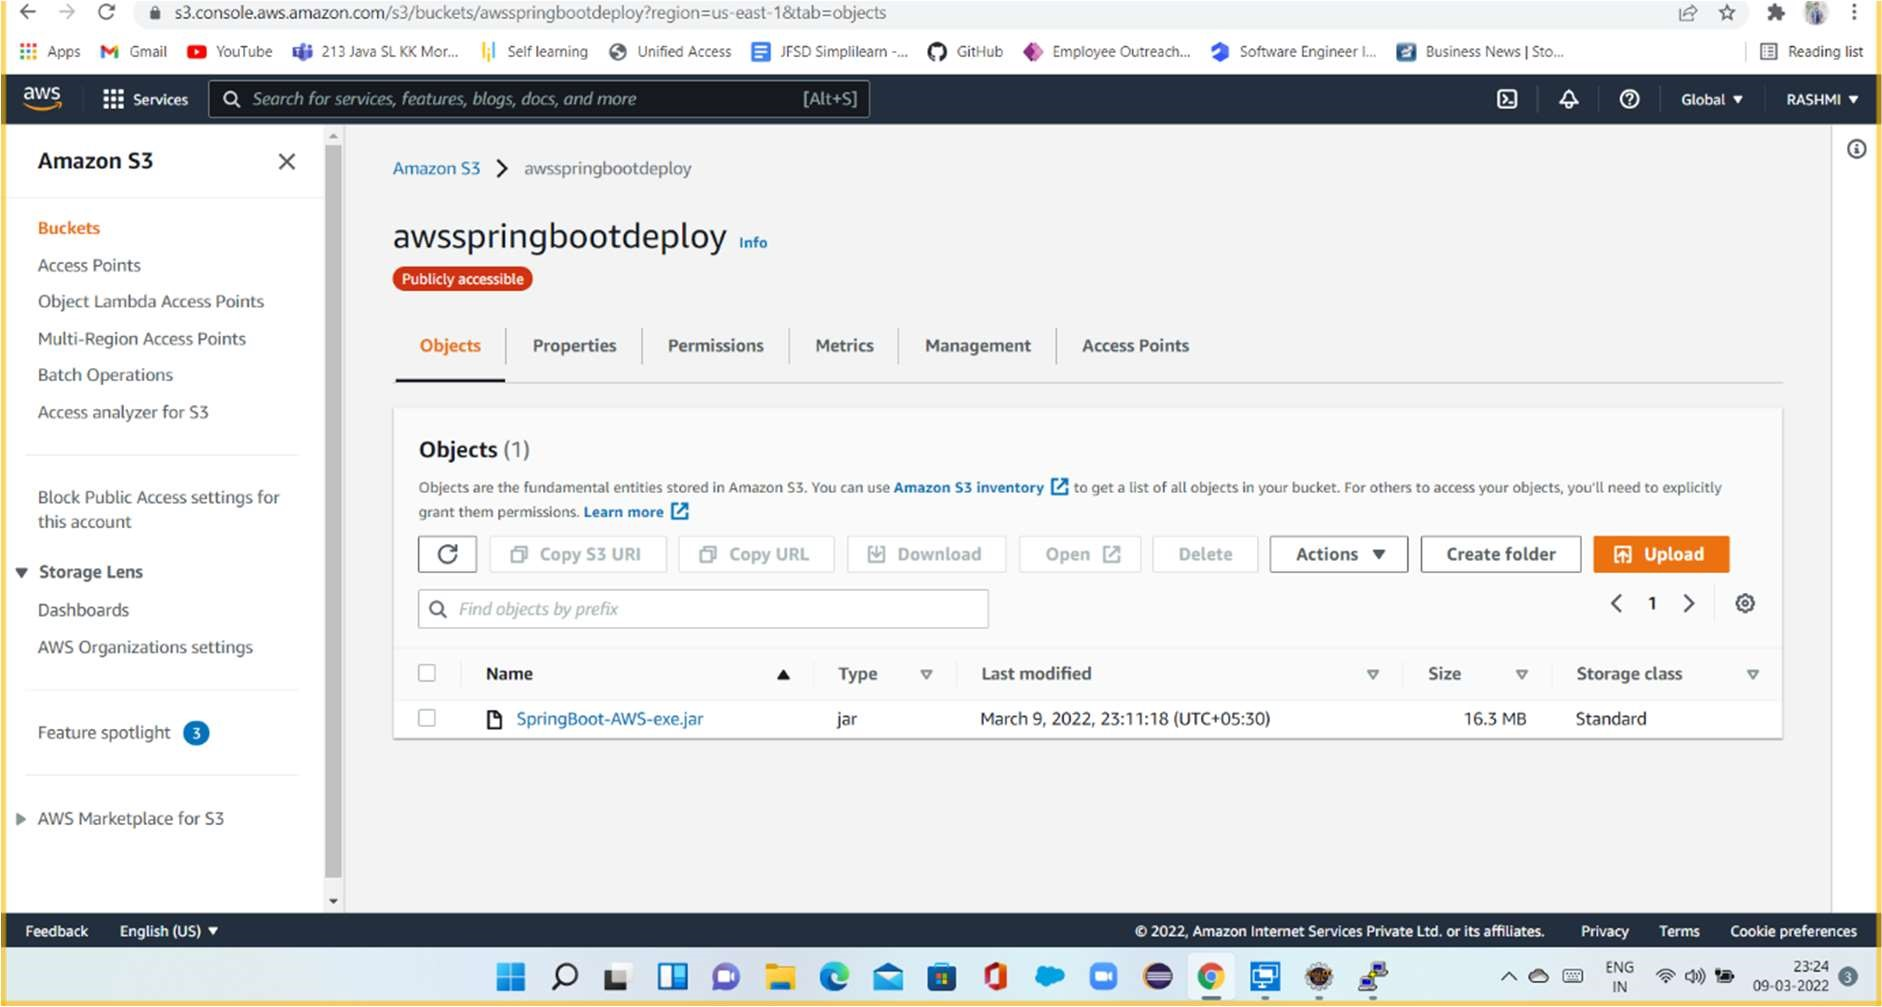 s3.console.aws.amazon.com/s3/buckets/awsspringbootdeploy?region=us-east-1&tab=objects
Apps Gmail YouTube 213 Java SL KK Mor... Self learning Unified Access JFSD Simplilearn -... GitHub Employee Outreach... Software Engineer I... Business News | Sto... Reading list
aws Services Search for services, features, blogs, docs, and more [Alt+S] Global RASHMI
Amazon S3
Buckets
Access Points
Object Lambda Access Points
Multi-Region Access Points
Batch Operations
Access analyzer for S3
Block Public Access settings for
this account
Storage Lens
Dashboards
AWS Organizations settings
Feature spotlight 3
AWS Marketplace for S3
Amazon S3 awsspringbootdeploy
awsspringbootdeploy Info
Publicly accessible
Objects Properties Permissions Metrics Management Access Points
Objects (1)
Objects are the fundamental entities stored in Amazon S3. You can use Amazon S3 inventory to get a list of all objects in your bucket. For others to access your objects, you'll need to explicitly
grant them permissions. Learn more
Copy S3 URI Copy URL Download Open Delete Actions Create folder Upload
Find objects by prefix 1
Name Type Last modified Size Storage class
SpringBoot-AWS-exe.jar jar March 9, 2022, 23:11:18 (UTC+05:30) 16.3 MB Standard
Feedback English (US) © 2022, Amazon Internet Services Private Ltd. or its affiliates. Privacy Terms Cookie preferences
ENG 23:24
IN 09-03-2022 3